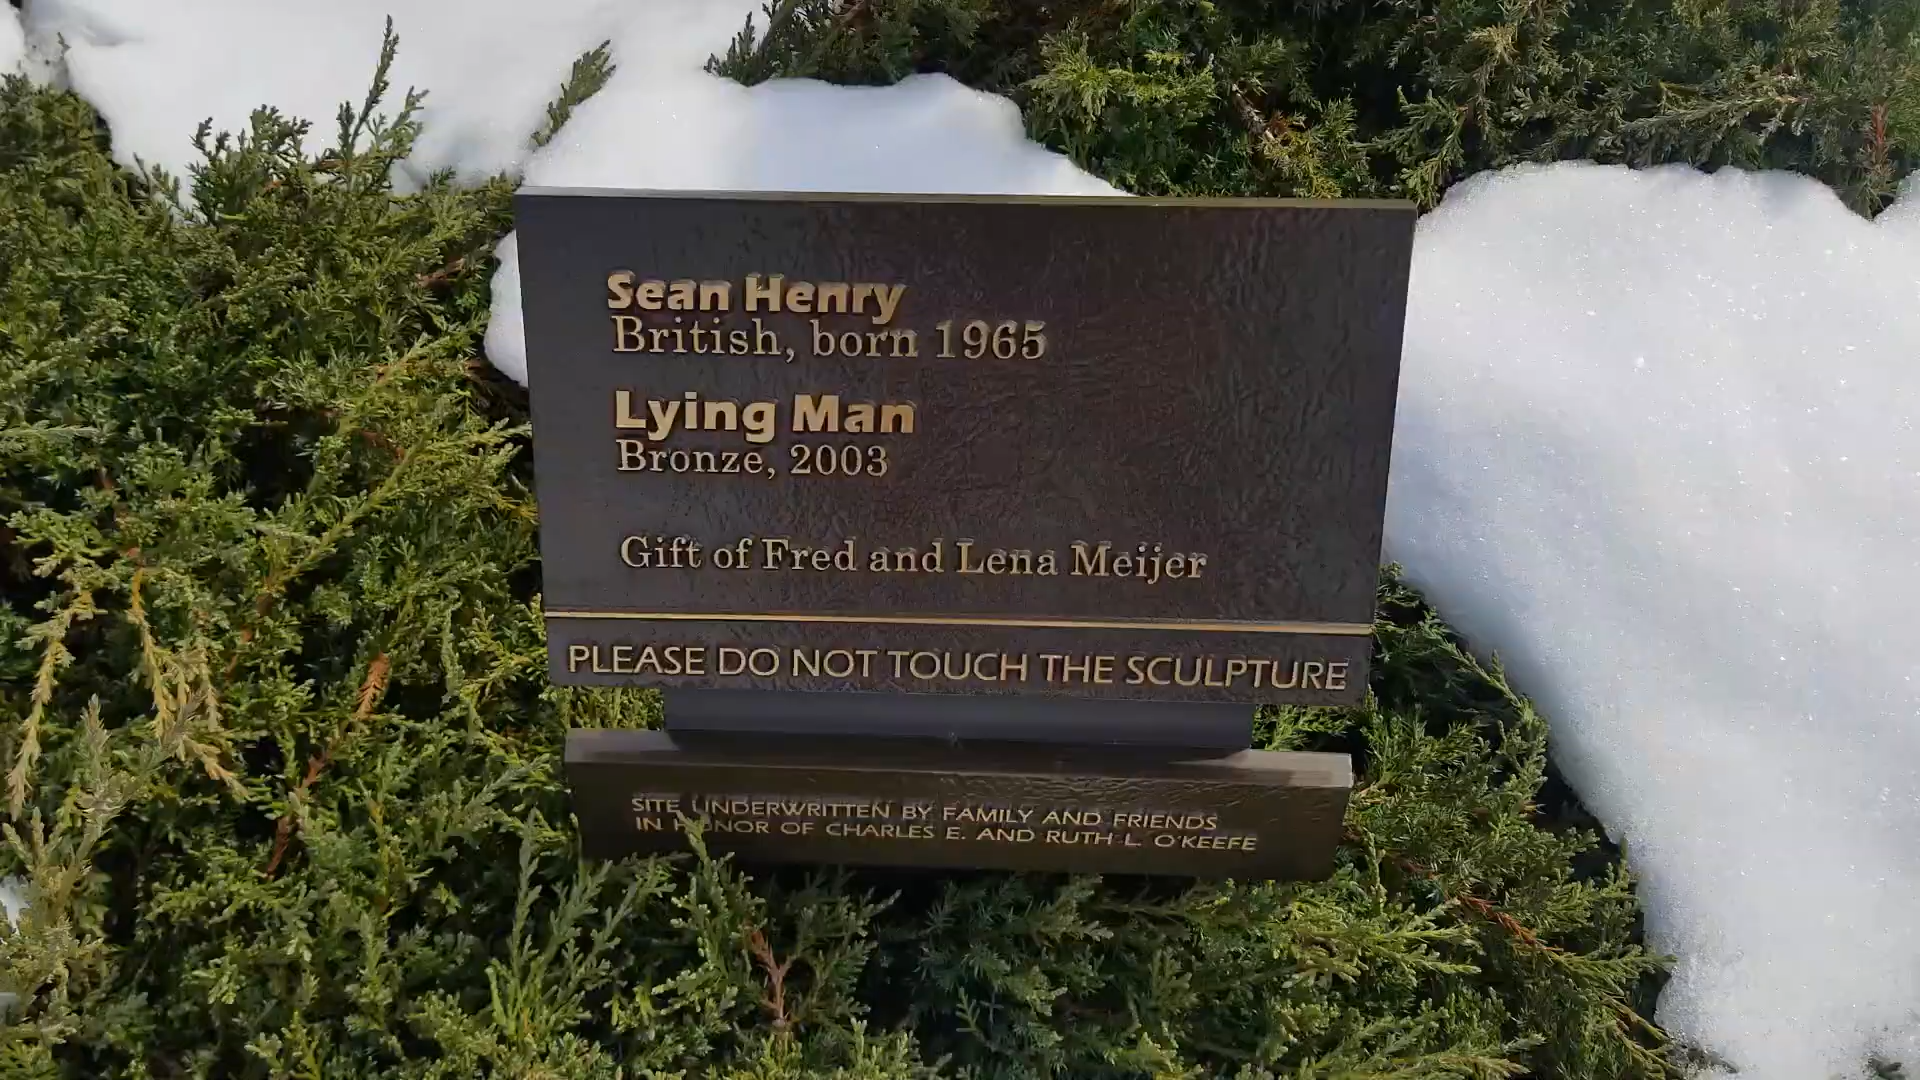 Sean Henry
British, born 1965
Lying Man
Bronze, 2003
Gift of Fred and Lena Meijer
PLEASE DO NOT TOUCH THE SCULPTURE
SITE UNDERWRITTEN BY FAMILY AND FRIENDS
IN HONOR OF CHARLES E. AND RUTH L. O'KEEFE